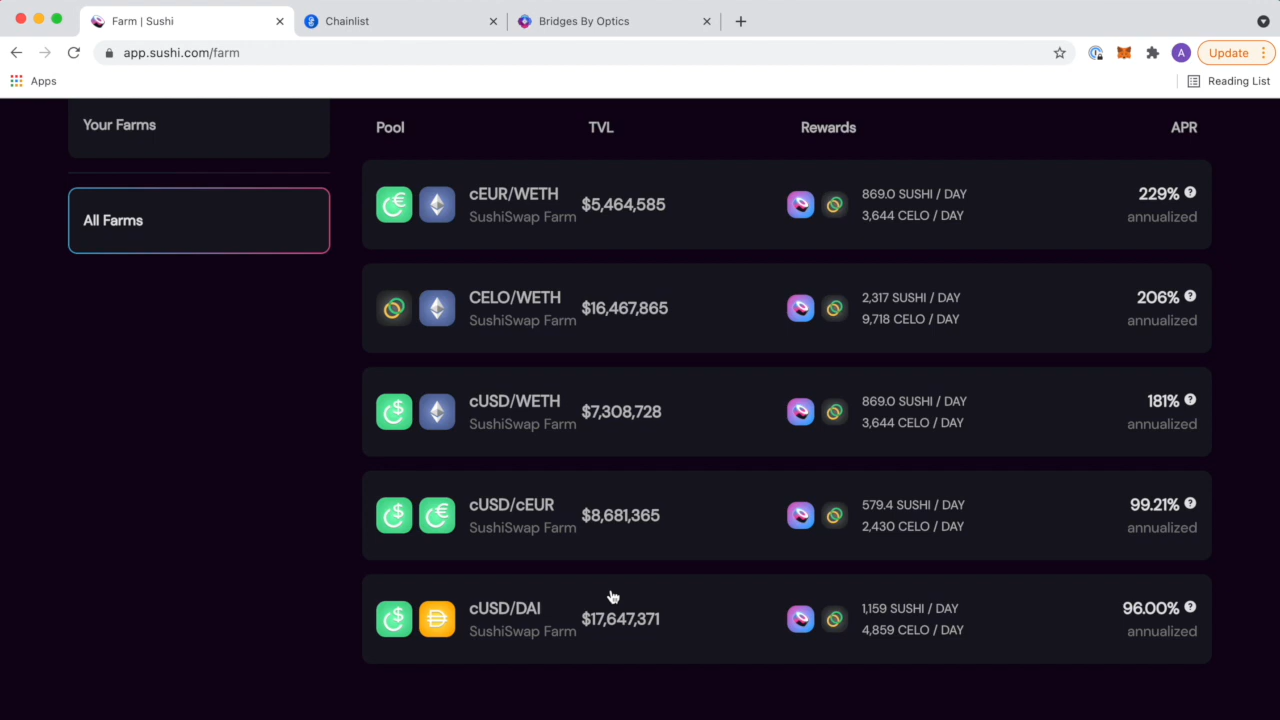 Farm | Sushi
Chainlist
Bridges By Optics
app.sushi.com/farm
A
Update
Apps
Reading List
Your Farms
All Farms
Pool TVL Rewards APR
cEUR/WETH
SushiSwap Farm
$5,464,585
869.0 SUSHI / DAY
3,644 CELO / DAY
229%
annualized
CELO/WETH
SushiSwap Farm
$16,467,865
2,317 SUSHI / DAY
9,718 CELO / DAY
206%
annualized
cUSD/WETH
SushiSwap Farm
$7,308,728
869.0 SUSHI / DAY
3,644 CELO / DAY
181%
annualized
cUSD/cEUR
SushiSwap Farm
$8,681,365
579.4 SUSHI / DAY
2,430 CELO / DAY
99.21%
annualized
cUSD/DAI
SushiSwap Farm
$17,647,371
1,159 SUSHI / DAY
4,859 CELO / DAY
96.00%
annualized